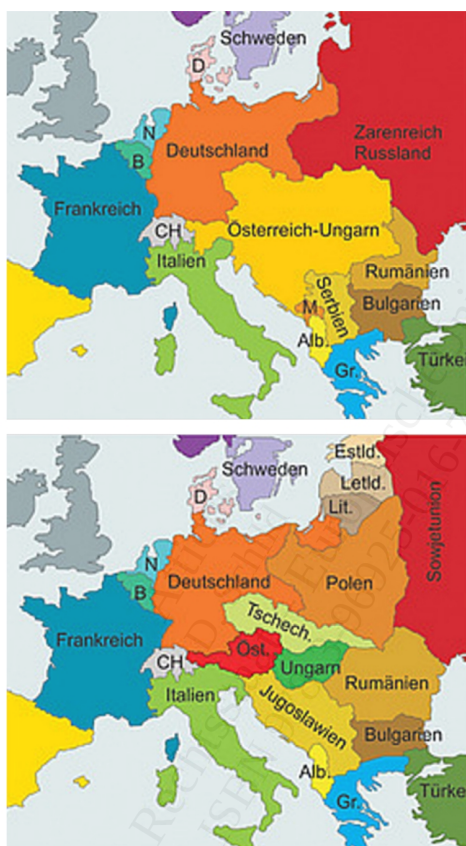 Schweden
D
N
Deutschland
B
Zarenreich
Russland
Frankreich
CH
Österreich-Ungarn
Italien
Rumänien
Serbien
M
Bulgarien
Alb.
Gr.
Türke
Estld.
Schweden
Letld.
D
Lit.
Sowjetunion
N
Deutschland
Polen
B
Tschech.
Frankreich
Öst.
CH
Ungarn
Italien
Rumänien
Jugoslawien
Bulgarien
Alb.
Gr.
Türke